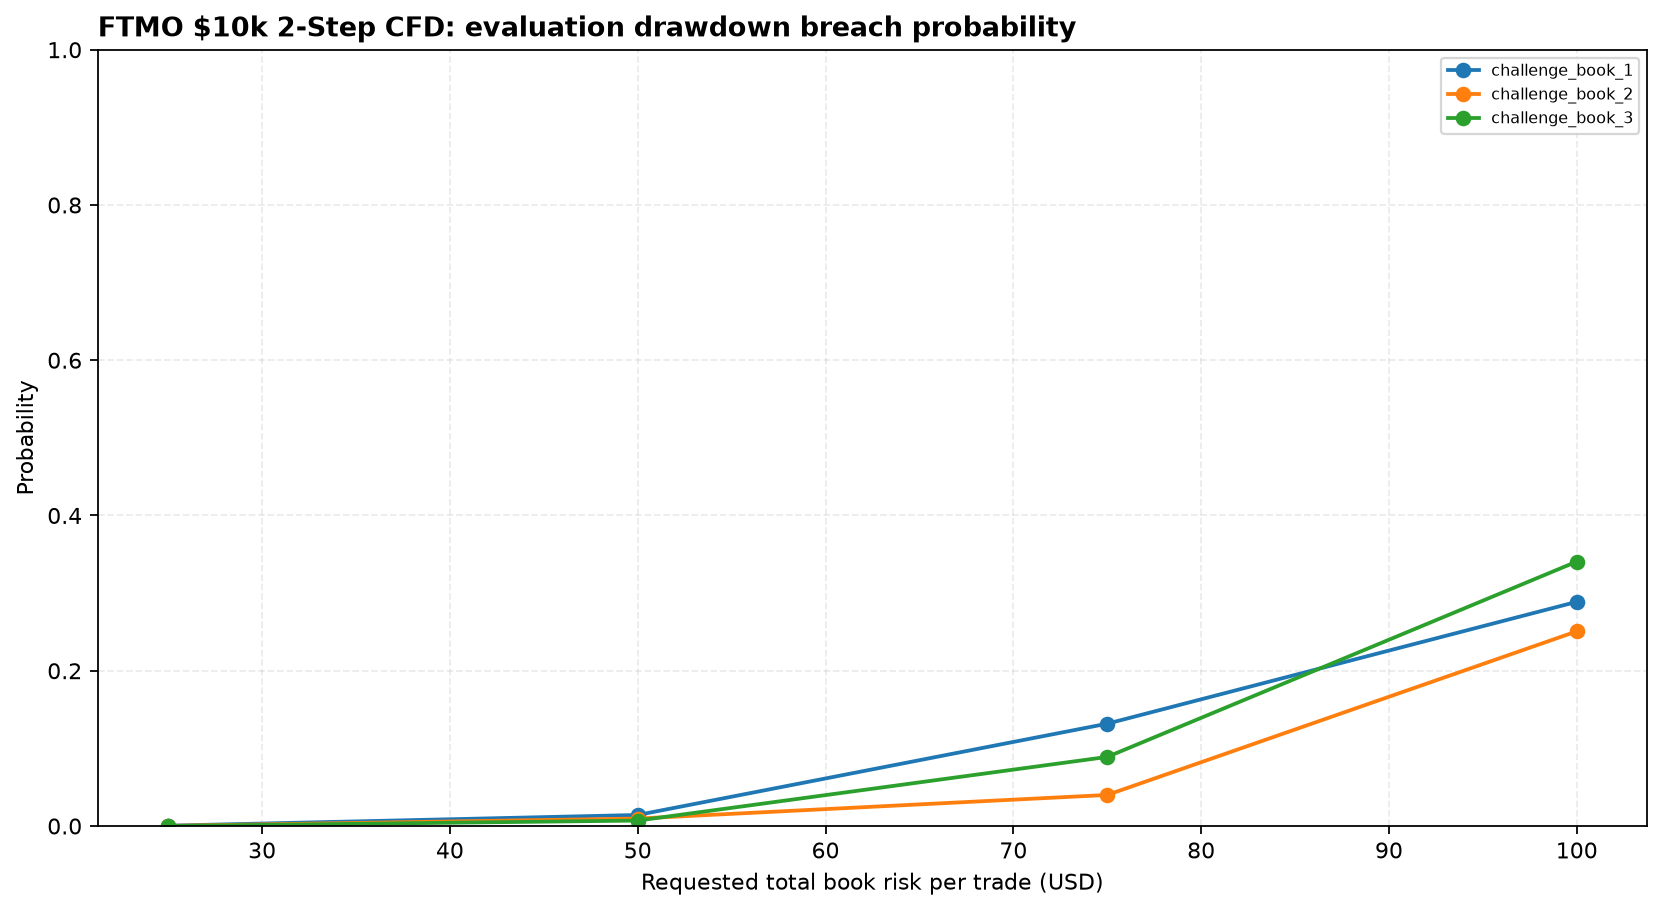 FTMO $10k 2-Step CFD: evaluation drawdown breach probability
challenge_book_1
challenge_book_2
challenge_book_3
Probability
1.0
0.8
0.6
0.4
0.2
0.0
30 40 50 60 70 80 90 100
Requested total book risk per trade (USD)